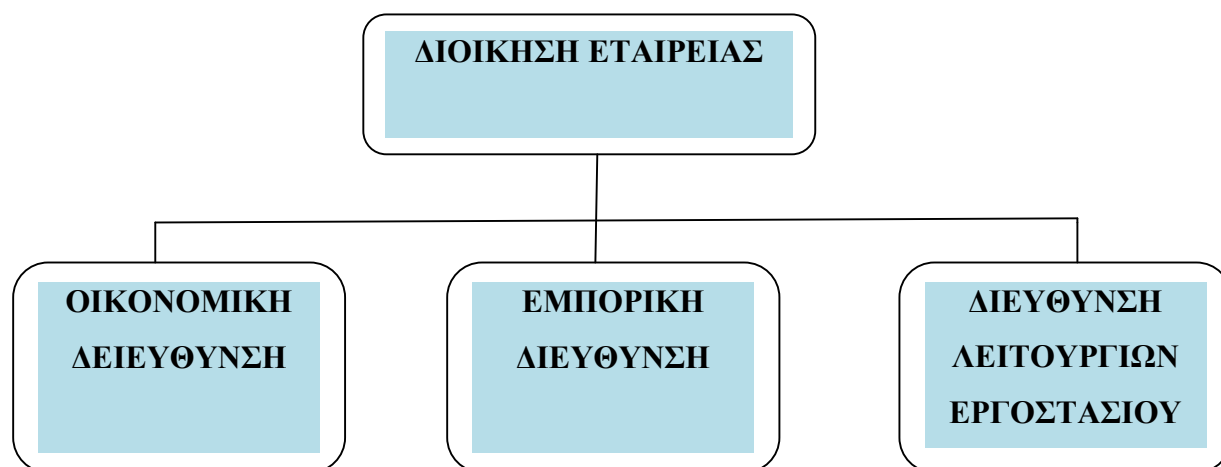 ΔΙΟΙΚΗΣΗ ΕΤΑΙΡΕΙΑΣ
ΟΙΚΟΝΟΜΙΚΗ
ΔΕΙΕΥΘΥΝΣΗ
ΕΜΠΟΡΙΚΗ
ΔΙΕΥΘΥΝΣΗ
ΔΙΕΥΘΥΝΣΗ
ΛΕΙΤΟΥΡΓΙΩΝ
ΕΡΓΟΣΤΑΣΙΟΥ